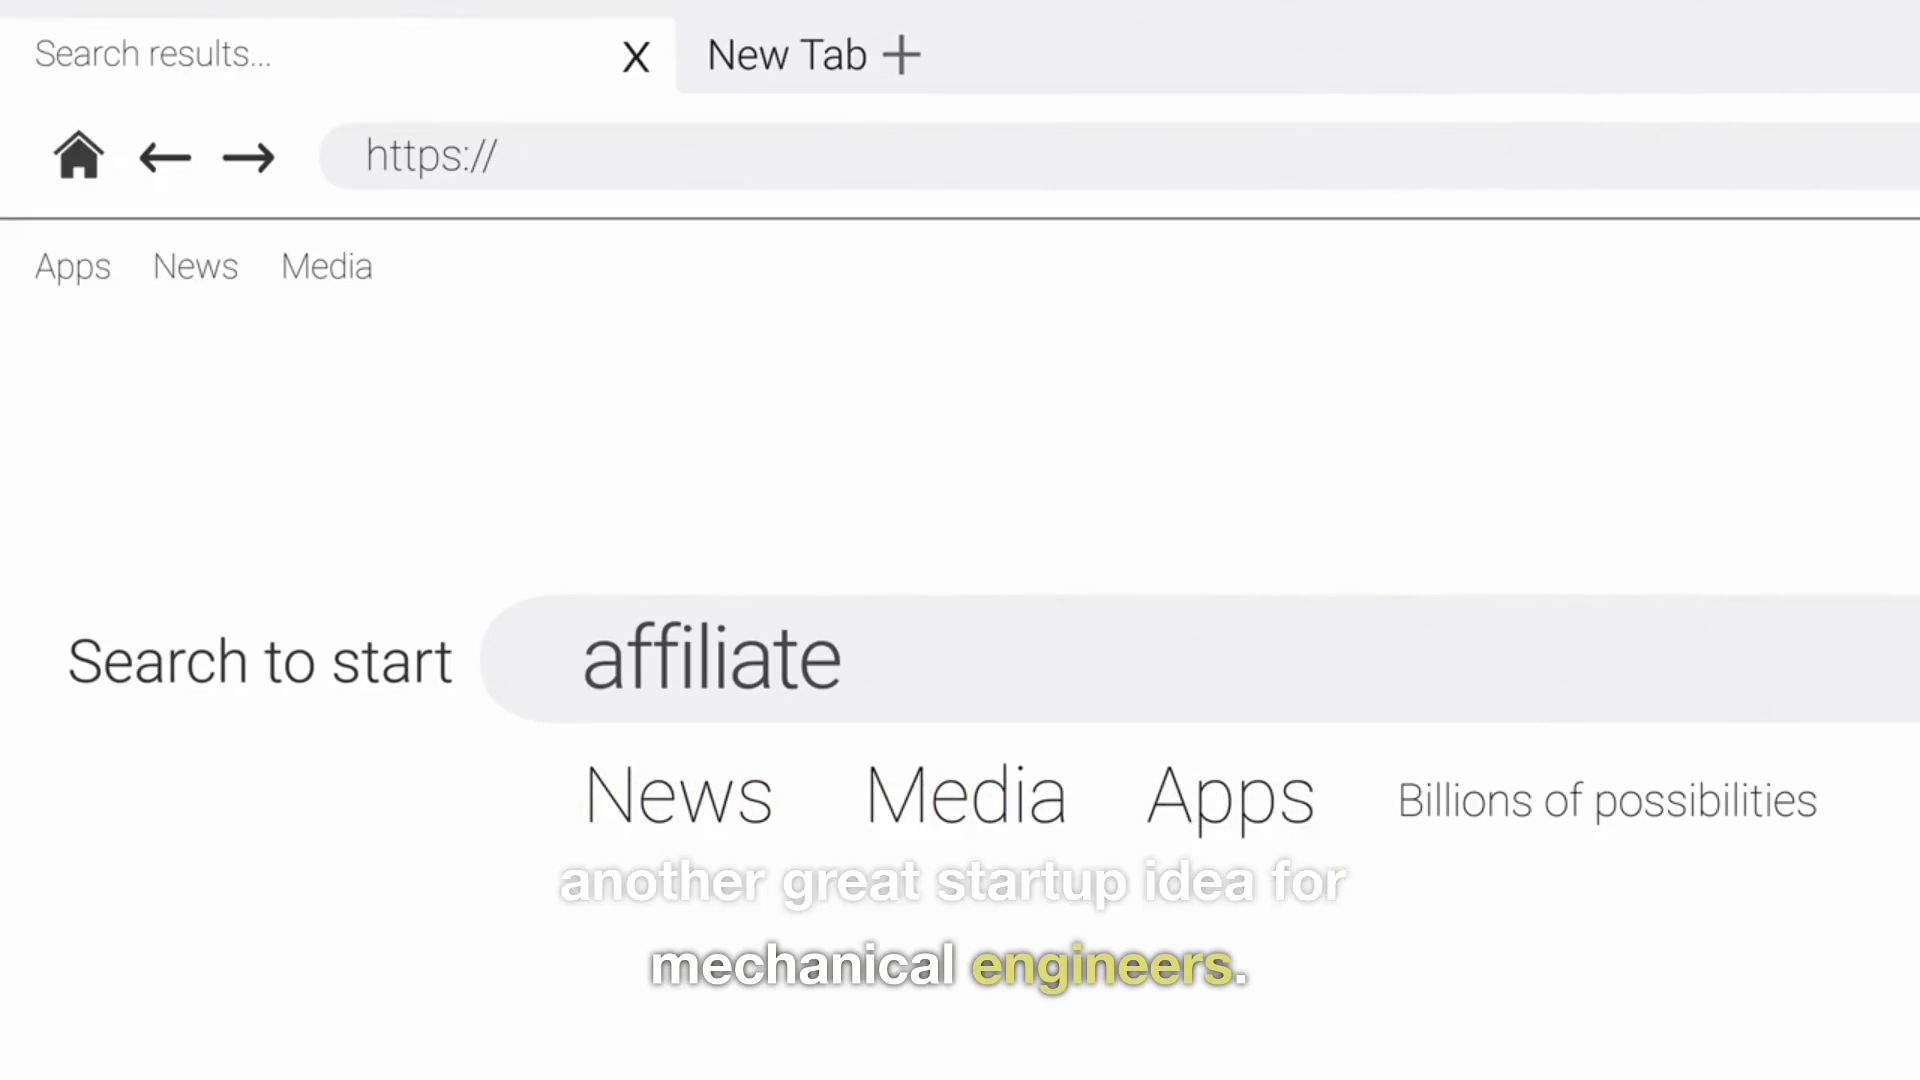 Search results... X New Tab +
https://
Apps News Media
Search to start affiliate
News Media Apps Billions of possibilities
another great startup idea for
mechanical engineers.